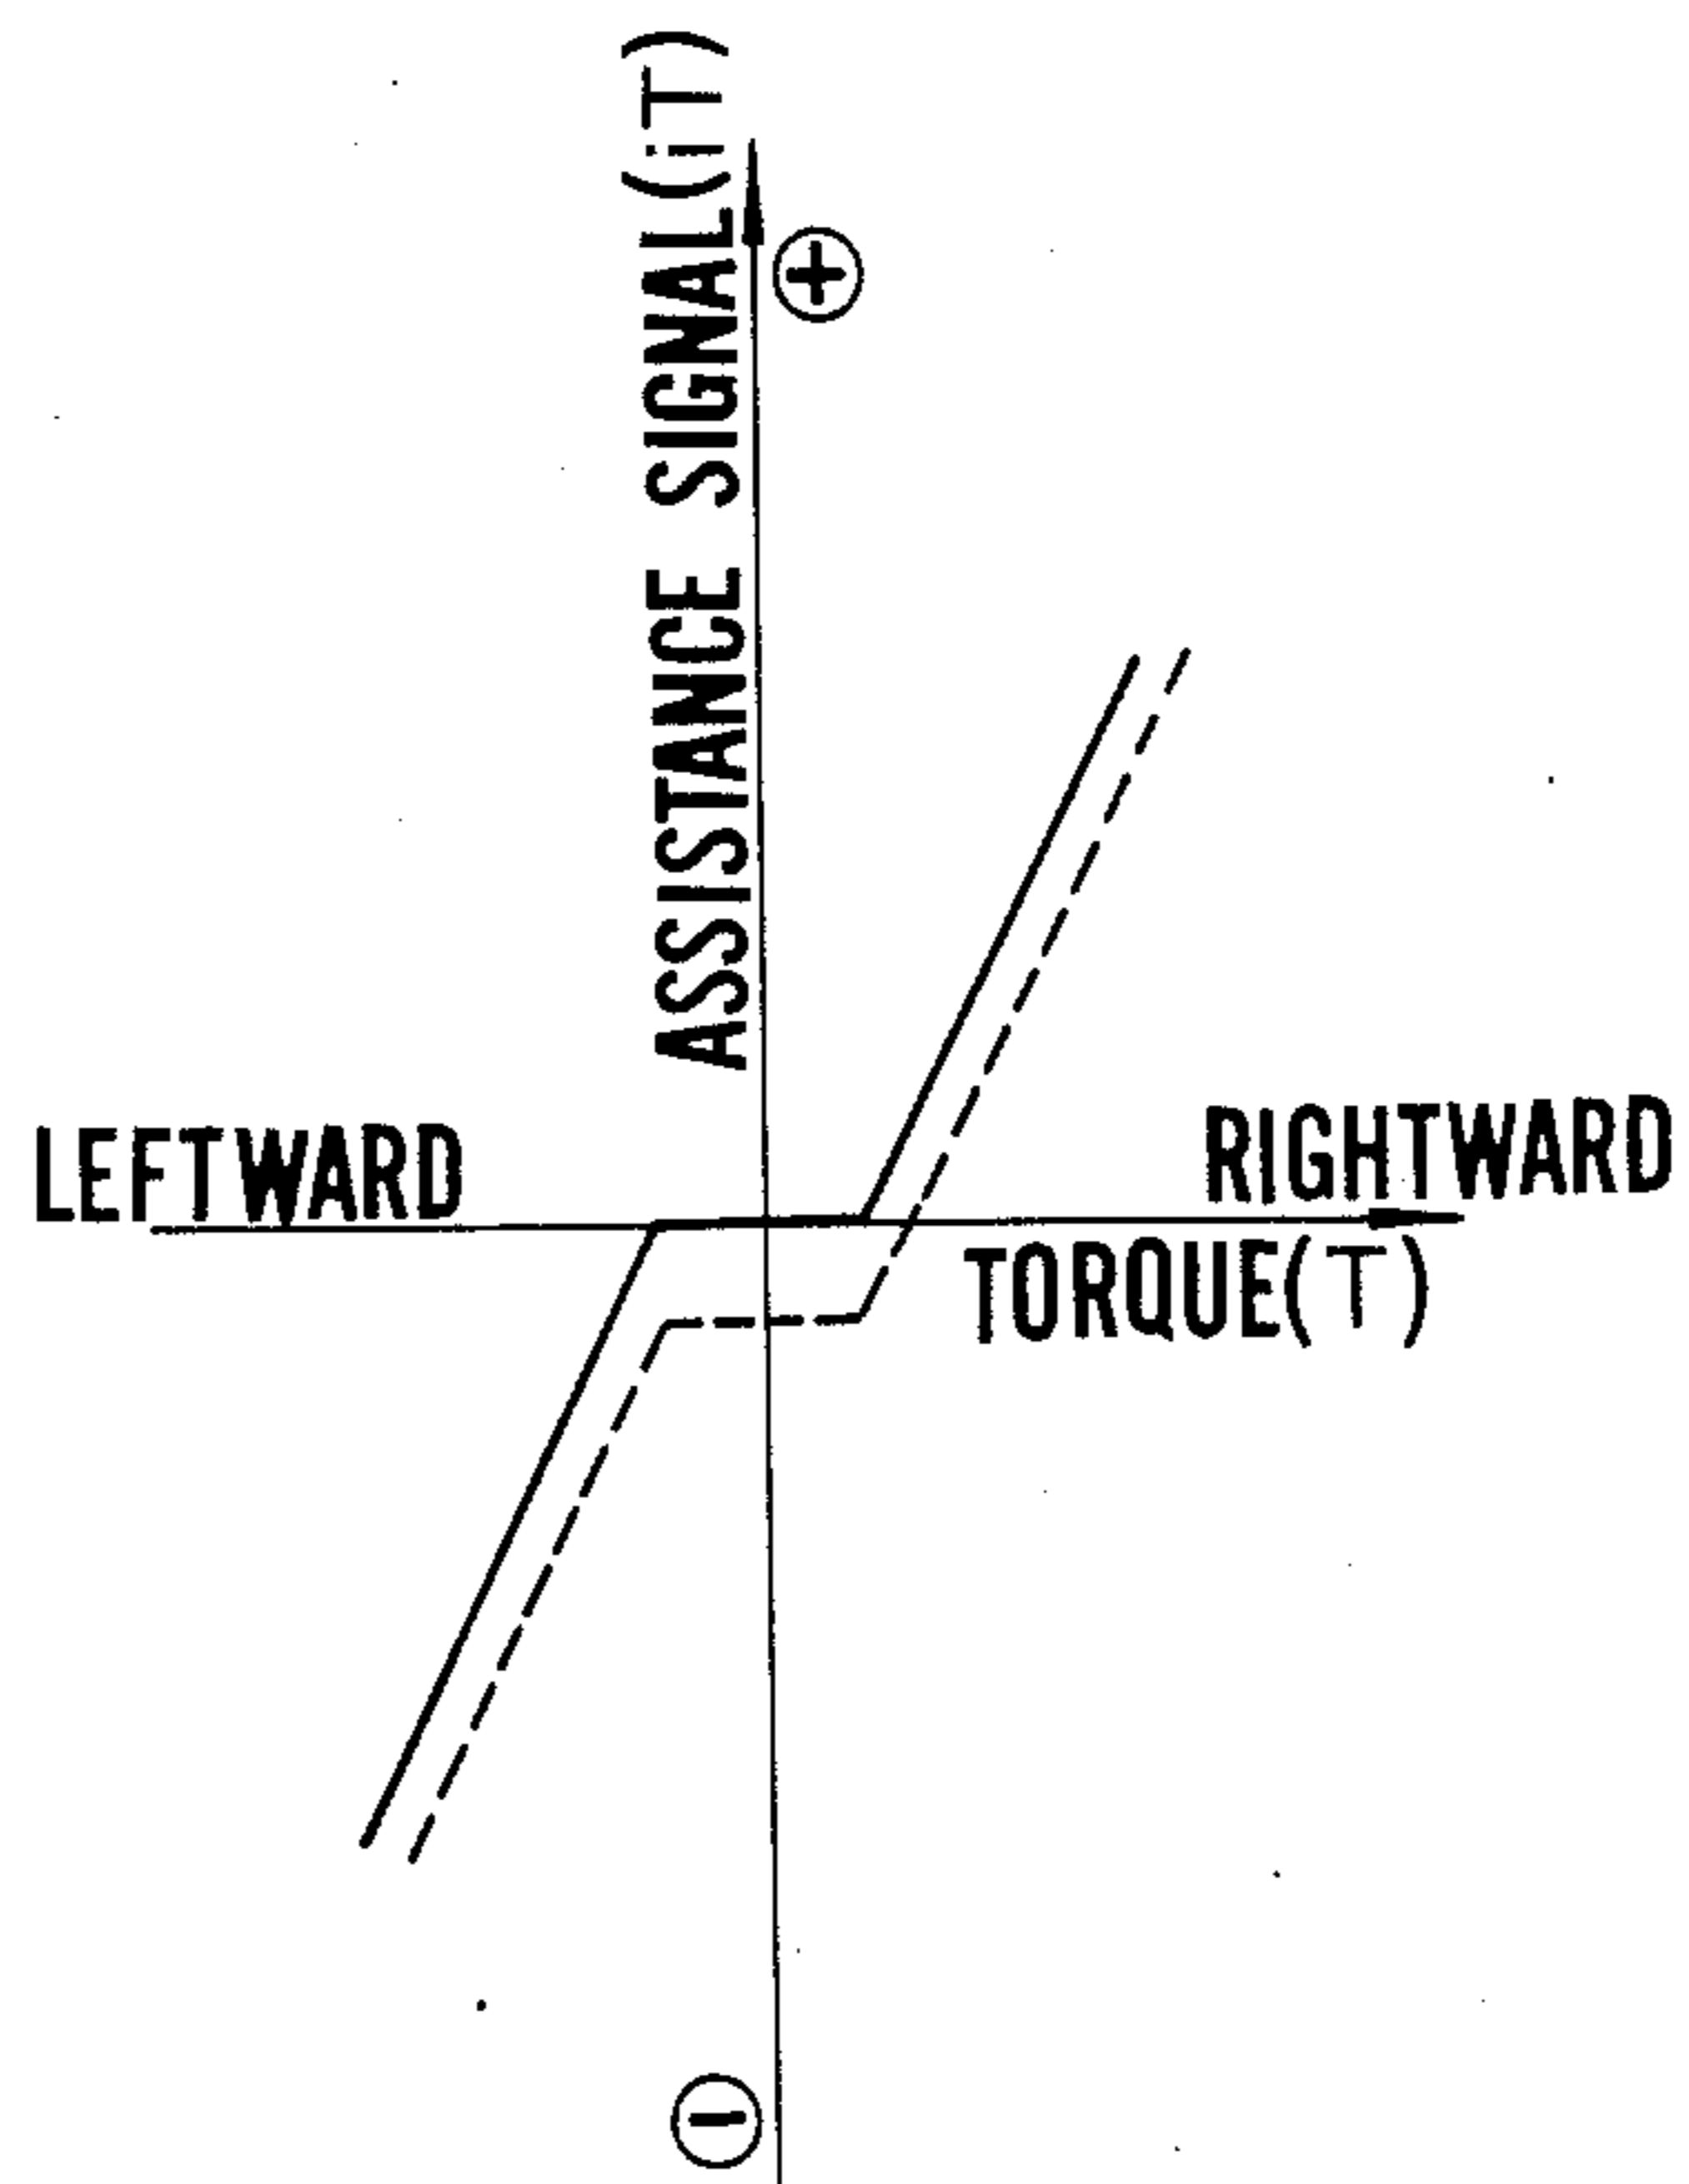 ASSISTANCE SIGNAL(iT)
⊕
LEFTWARD
RIGHTWARD
TORQUE(T)
⊖